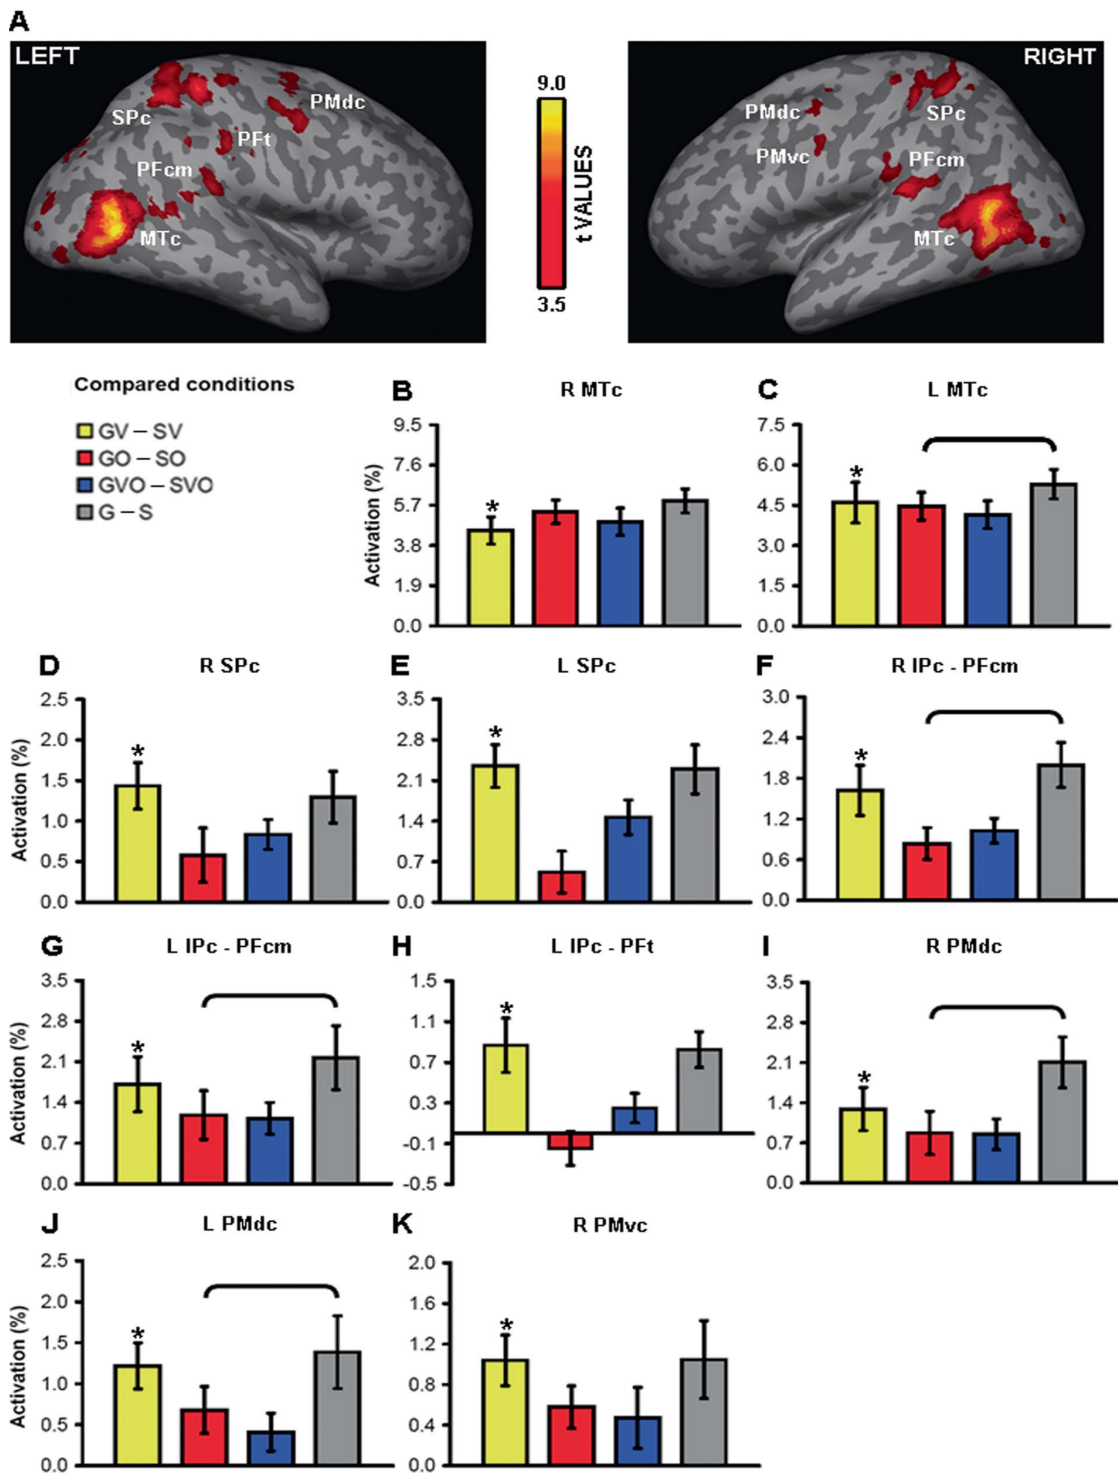 A
LEFT
SPc
PMdc
PFt
PFcm
MTc
9.0
t VALUES
3.5
RIGHT
PMdc
SPc
PMvc
PFcm
MTc
Compared conditions
GV – SV
GO – SO
GVO – SVO
G – S
B
R MTc
Activation (%)
9.5
7.6
5.7
3.8
1.9
0.0
*
C
L MTc
7.5
6.0
4.5
3.0
1.5
0.0
*
D
R SPc
Activation (%)
2.5
2.0
1.5
1.0
0.5
0.0
*
E
L SPc
3.5
2.8
2.1
1.4
0.7
0.0
*
F
R IPc - PFcm
3.0
2.4
1.8
1.2
0.6
0.0
*
G
L IPc - PFcm
Activation (%)
3.5
2.8
2.1
1.4
0.7
0.0
*
H
L IPc - PFt
1.5
1.1
0.7
0.3
-0.1
-0.5
*
I
R PMdc
3.5
2.8
2.1
1.4
0.7
0.0
*
J
L PMdc
Activation (%)
2.5
2.0
1.5
1.0
0.5
0.0
*
K
R PMvc
2.0
1.6
1.2
0.8
0.4
0.0
*